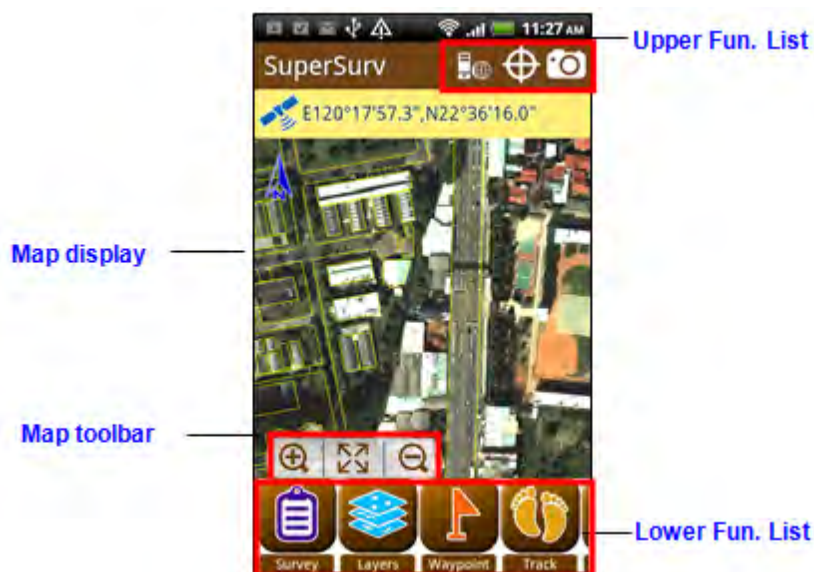 11:27 AM
Upper Fun. List
SuperSurv
E120°17'57.3",N22°36'16.0"
N
Map display
Map toolbar
Lower Fun. List
Survey
Layers
Waypoint
Track